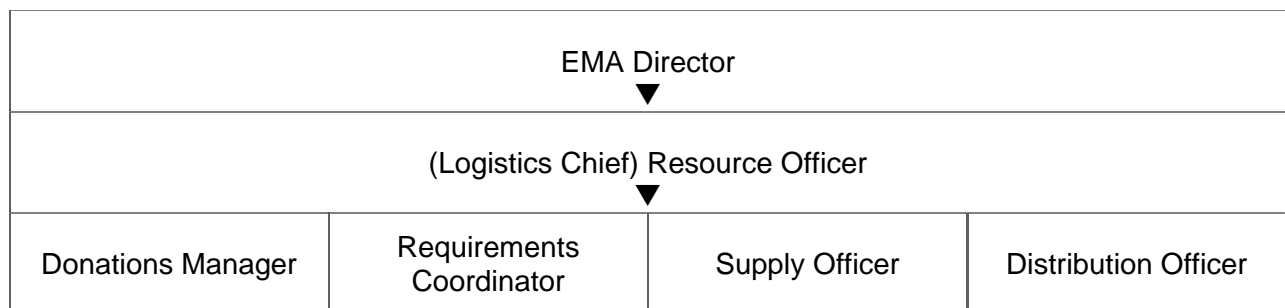 EMA Director
(Logistics Chief) Resource Officer
Donations Manager
Requirements
Coordinator
Supply Officer
Distribution Officer